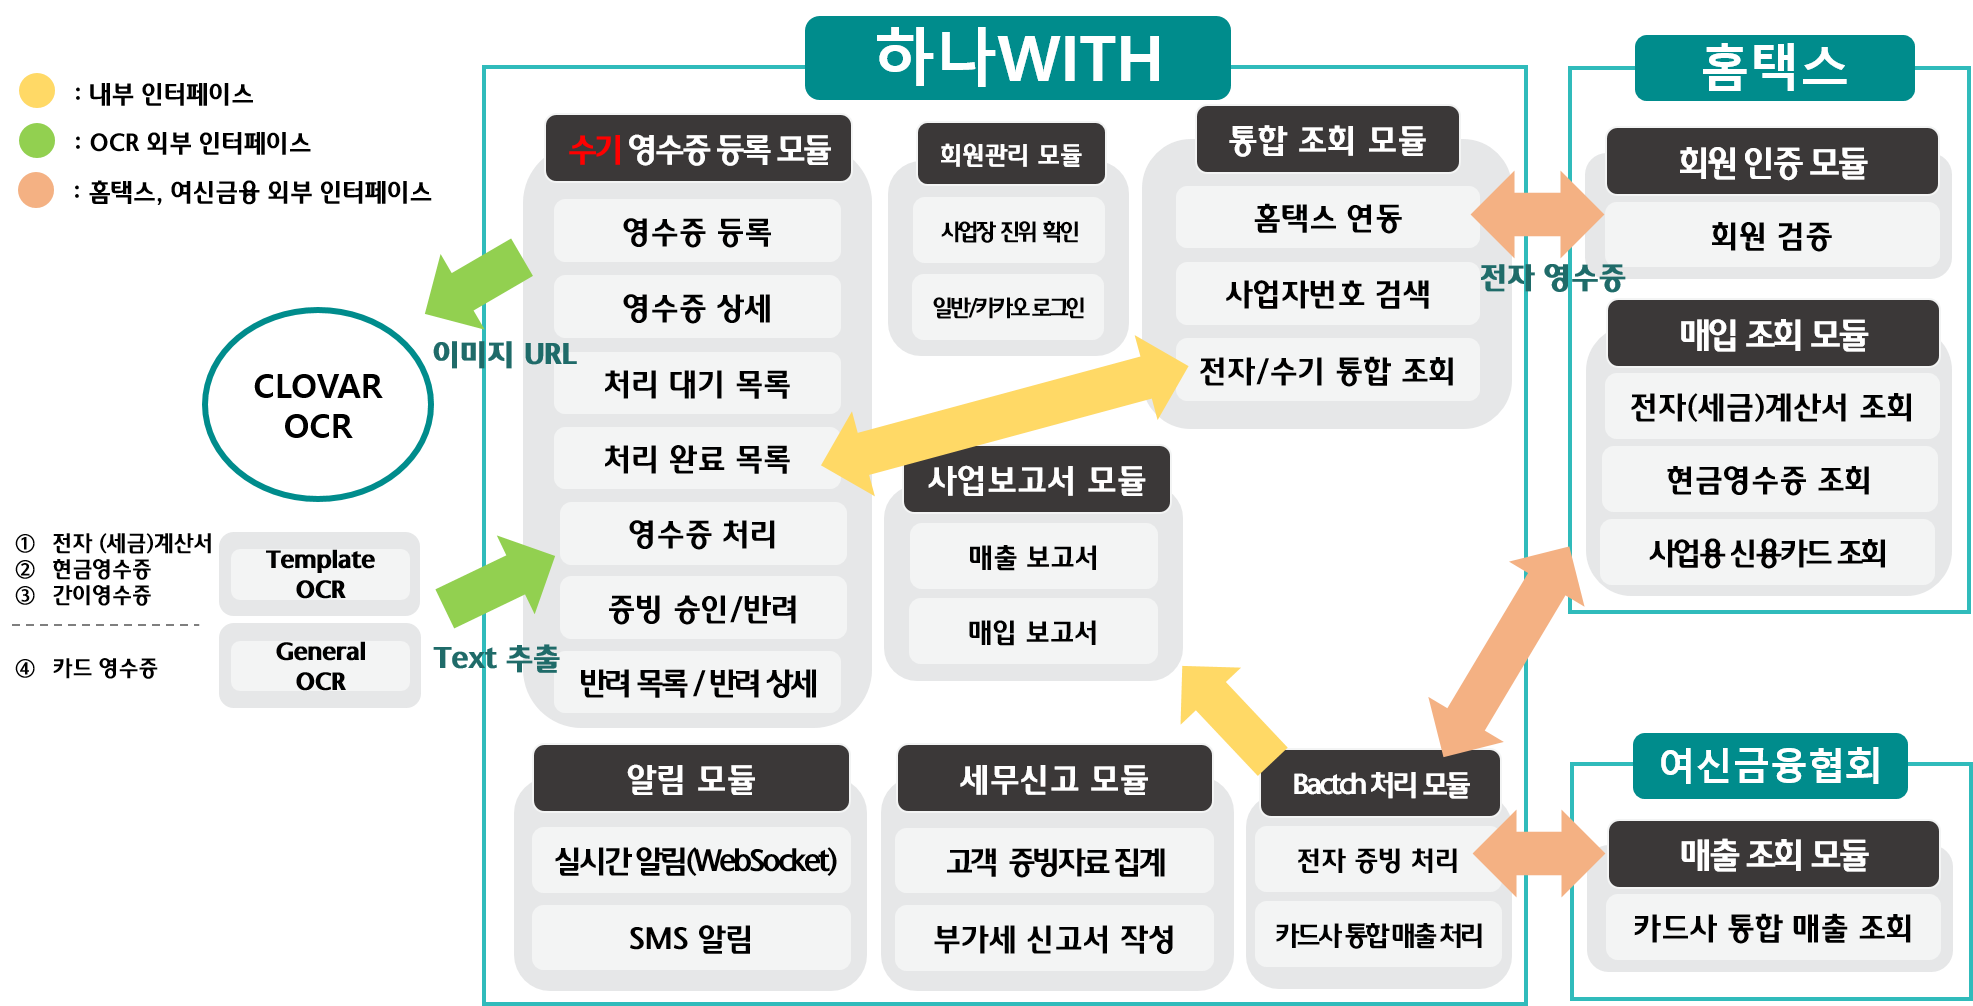 하나WITH
홈택스
: 내부 인터페이스
: OCR 외부 인터페이스
: 홈택스, 여신금융 외부 인터페이스
수기 영수증 등록 모듈
영수증 등록
영수증 상세
처리 대기 목록
처리 완료 목록
영수증 처리
증빙 승인/반려
반려 목록 / 반려 상세
회원관리 모듈
사업장 진위 확인
일반/카카오 로그인
통합 조회 모듈
홈택스 연동
사업자번호 검색
전자/수기 통합 조회
전자 영수증
회원 인증 모듈
회원 검증
매입 조회 모듈
전자(세금)계산서 조회
현금영수증 조회
사업용 신용카드 조회
이미지 URL
CLOVAR
OCR
① 전자 (세금)계산서
② 현금영수증
③ 간이영수증
④ 카드 영수증
Template
OCR
General
OCR
Text 추출
사업보고서 모듈
매출 보고서
매입 보고서
알림 모듈
실시간 알림(WebSocket)
SMS 알림
세무신고 모듈
고객 증빙자료 집계
부가세 신고서 작성
Bactch 처리 모듈
전자 증빙 처리
카드사 통합 매출 처리
여신금융협회
매출 조회 모듈
카드사 통합 매출 조회